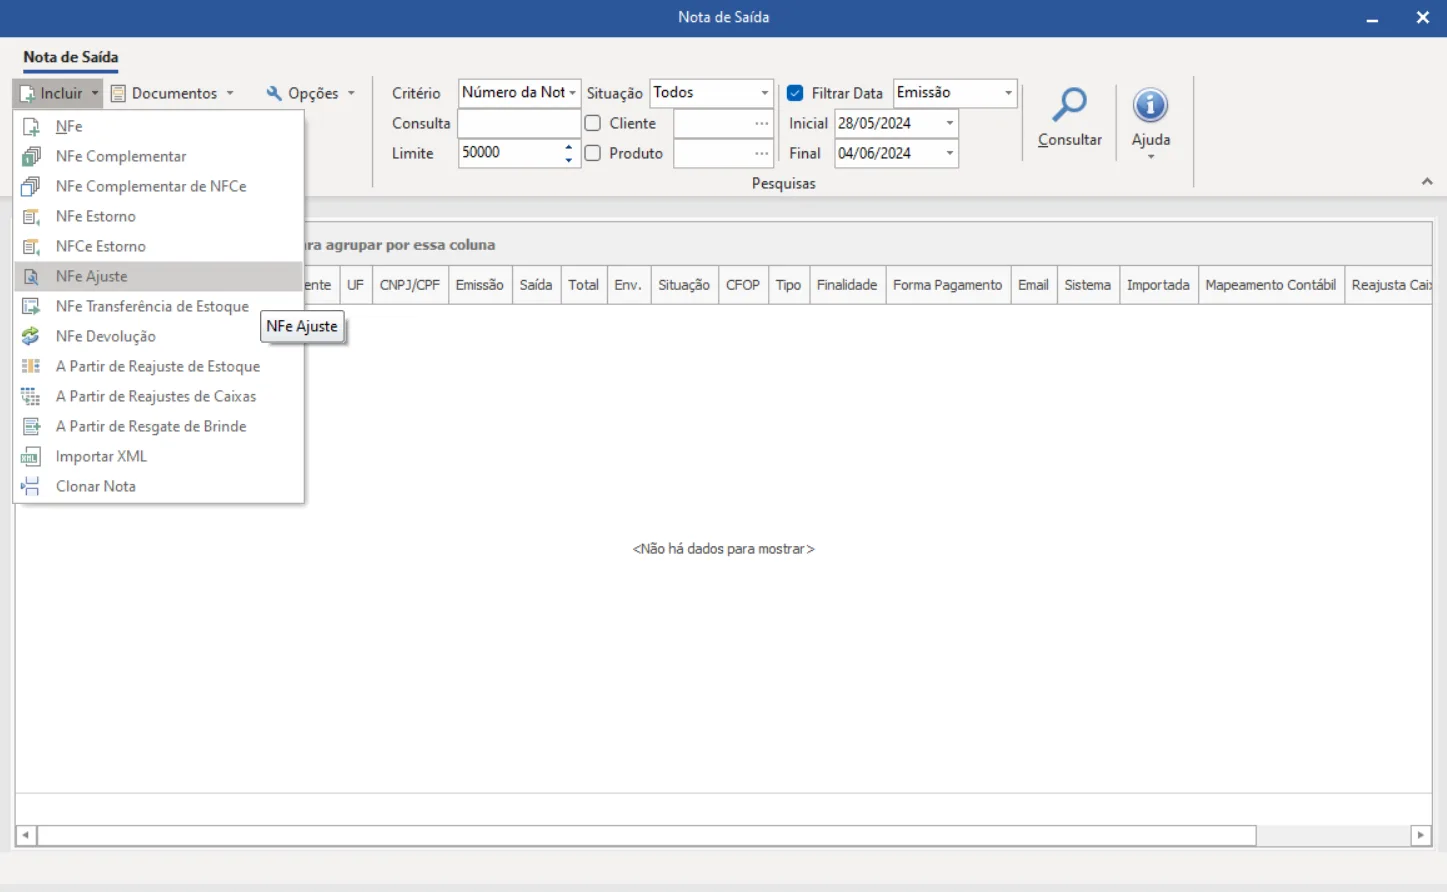 Nota de Saída
Nota de Saída
Incluir
Documentos
Opções
NFe
NFe Complementar
NFe Complementar de NFCe
NFe Estorno
NFCe Estorno
NFe Ajuste
NFe Transferência de Estoque
NFe Devolução
A Partir de Reajuste de Estoque
A Partir de Reajustes de Caixas
A Partir de Resgate de Brinde
Importar XML
Clonar Nota
NFe Ajuste
Critério Número da Not Situação Todos Filtrar Data Emissão
Consulta Cliente ... Inicial 28/05/2024
Limite 50000 Produto ... Final 04/06/2024
Pesquisas
Consultar
Ajuda
ra agrupar por essa coluna
ente UF CNPJ/CPF Emissão Saída Total Env. Situação CFOP Tipo Finalidade Forma Pagamento Email Sistema Importada Mapeamento Contábil Reajusta Cai
<Não há dados para mostrar>